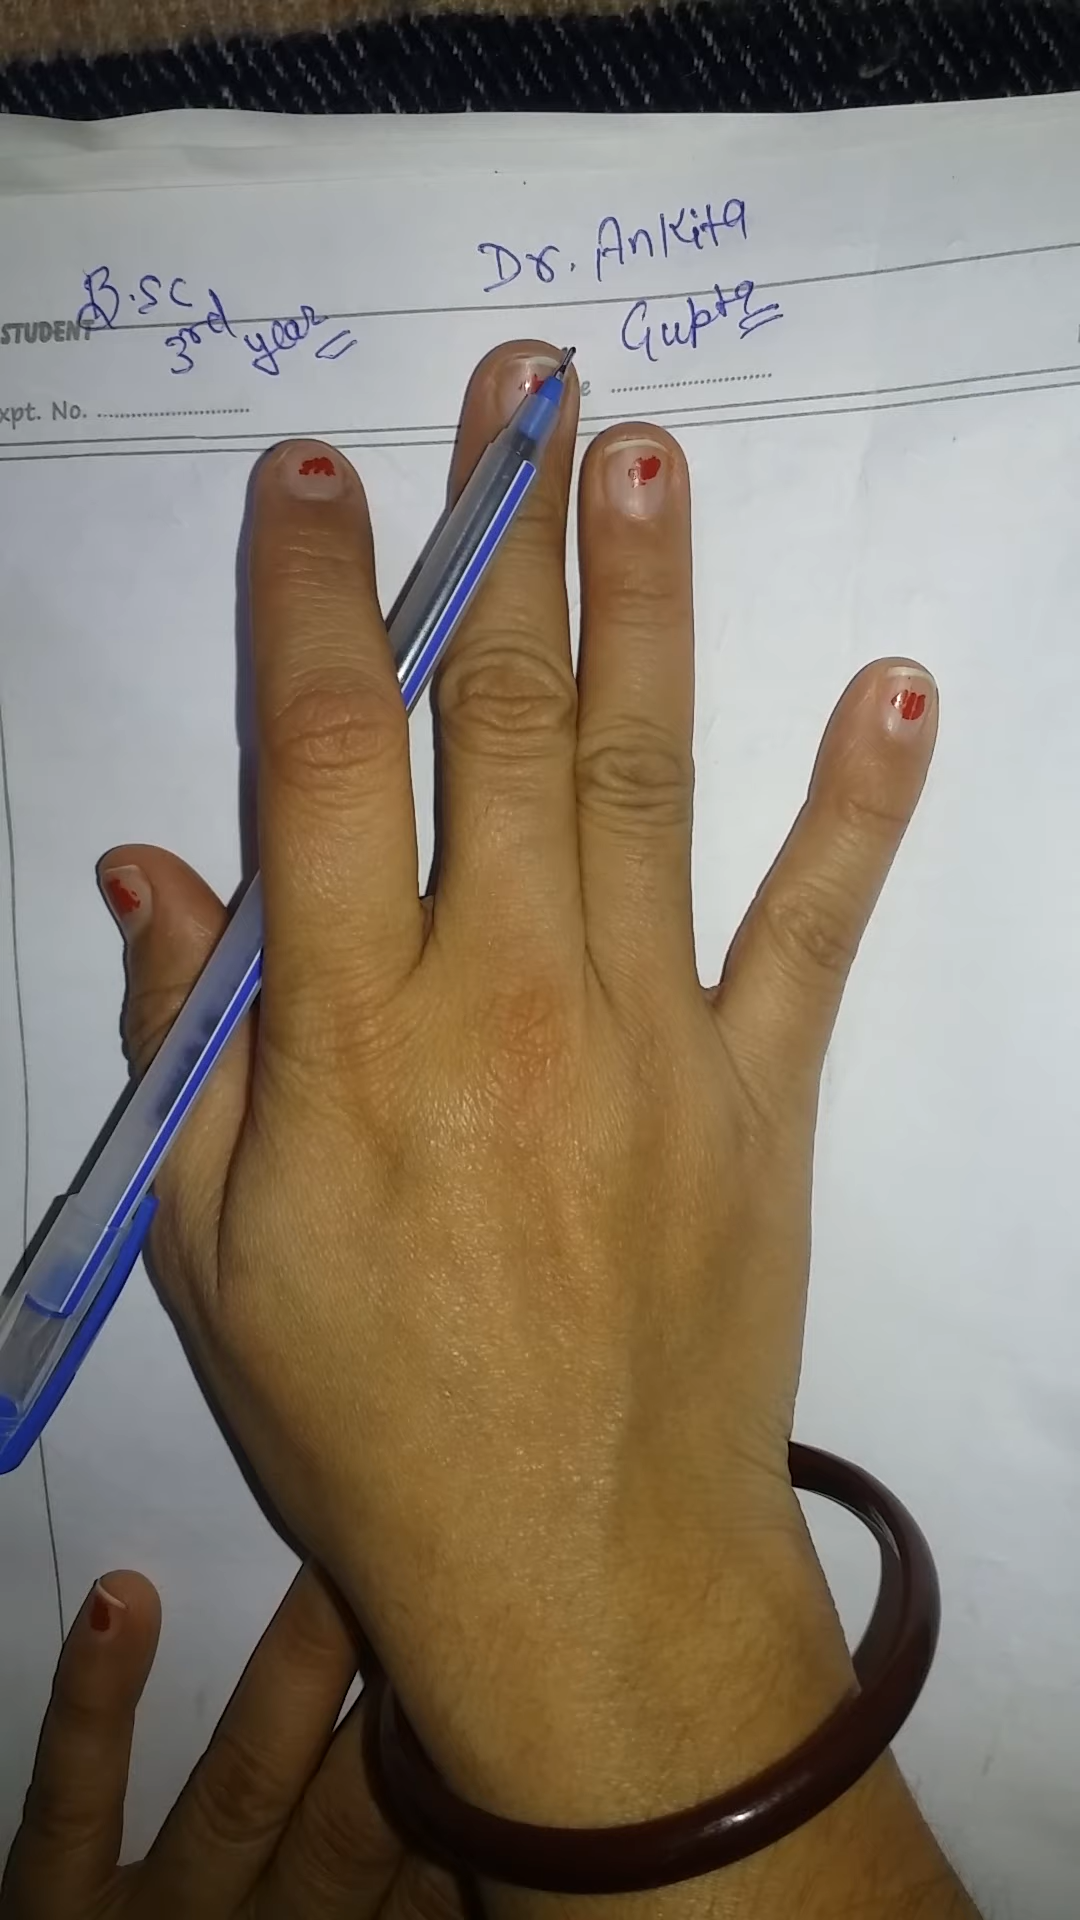 B.SC
3rd year
Dr. Ankita
Gupta
STUDENT
xpt. No. ........................
e ........................